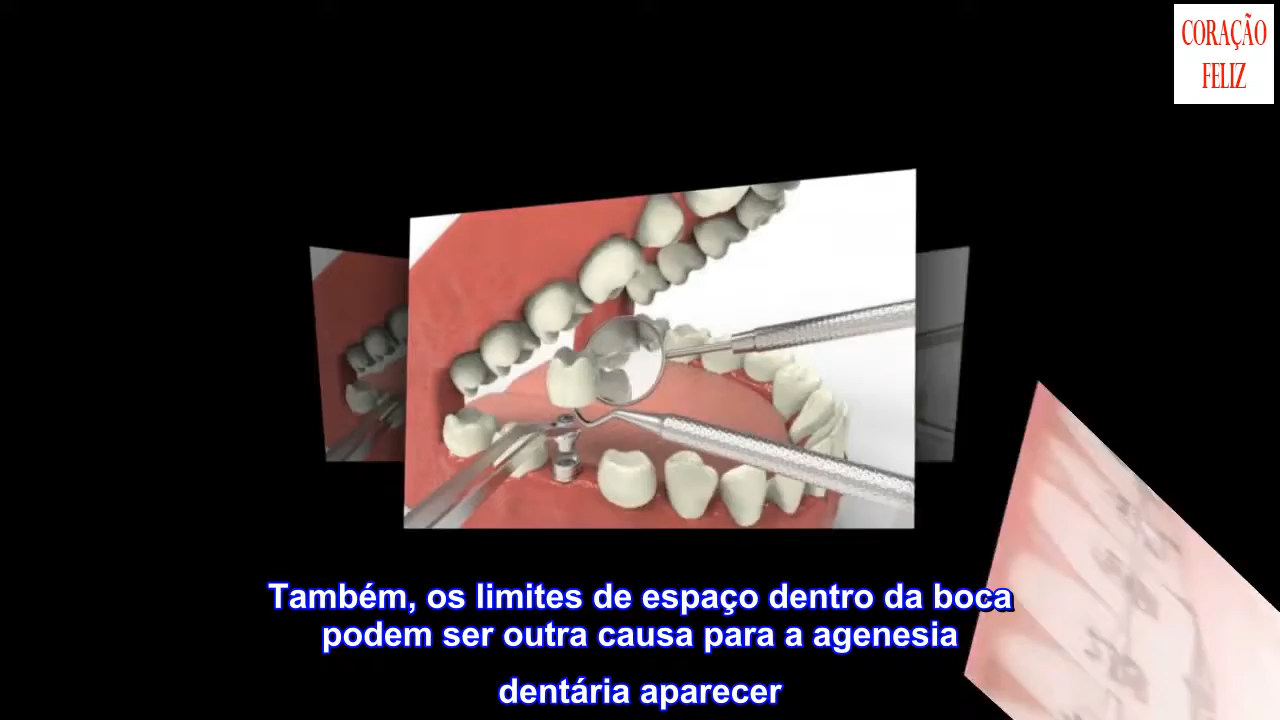 CORAÇÃO
FELIZ
Também, os limites de espaço dentro da boca
podem ser outra causa para a agenesia
dentária aparecer